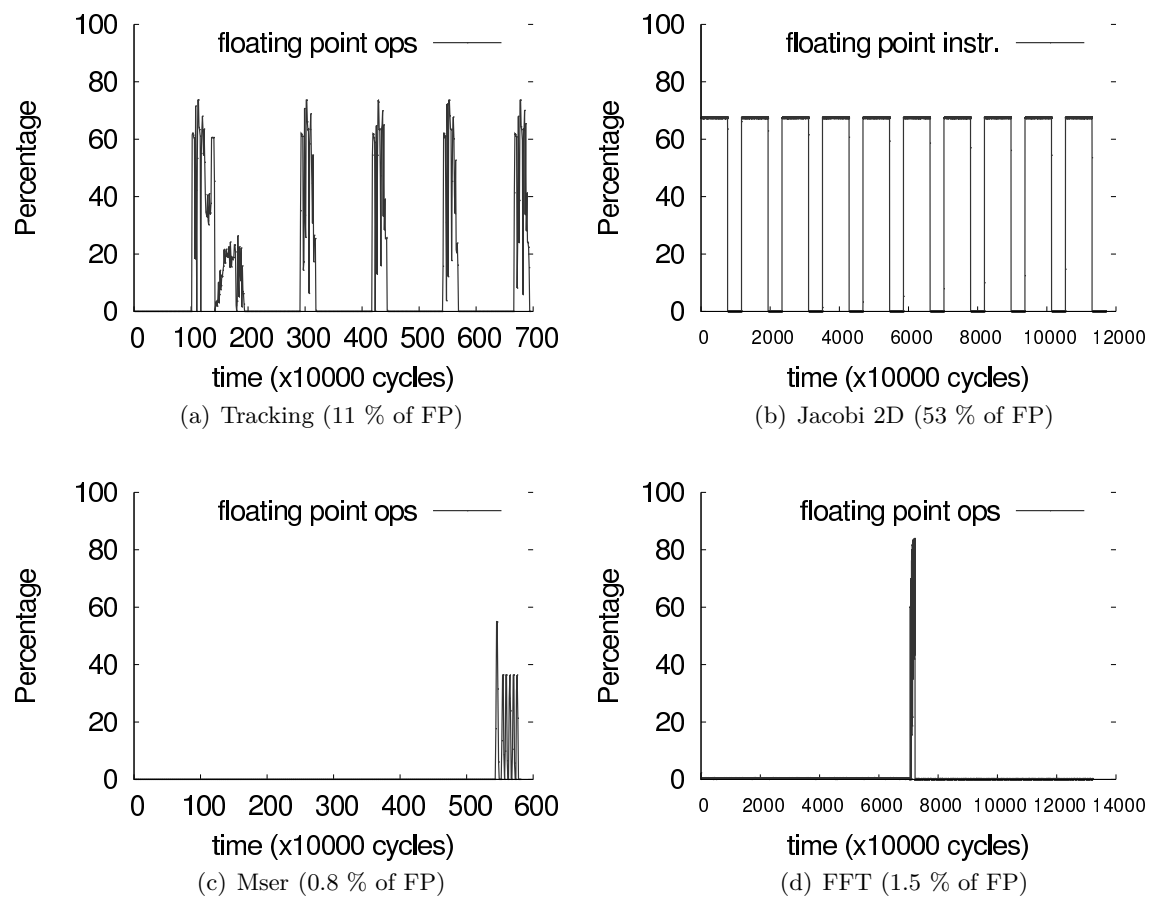 100
80
60
40
20
0
Percentage
floating point ops
0 100 200 300 400 500 600 700
time (x10000 cycles)
(a) Tracking (11 % of FP)
100
80
60
40
20
0
Percentage
floating point instr.
0 2000 4000 6000 8000 10000 12000
time (x10000 cycles)
(b) Jacobi 2D (53 % of FP)
100
80
60
40
20
0
Percentage
floating point ops
0 100 200 300 400 500 600
time (x10000 cycles)
(c) Mser (0.8 % of FP)
100
80
60
40
20
0
Percentage
floating point ops
0 2000 4000 6000 8000 10000 12000 14000
time (x10000 cycles)
(d) FFT (1.5 % of FP)